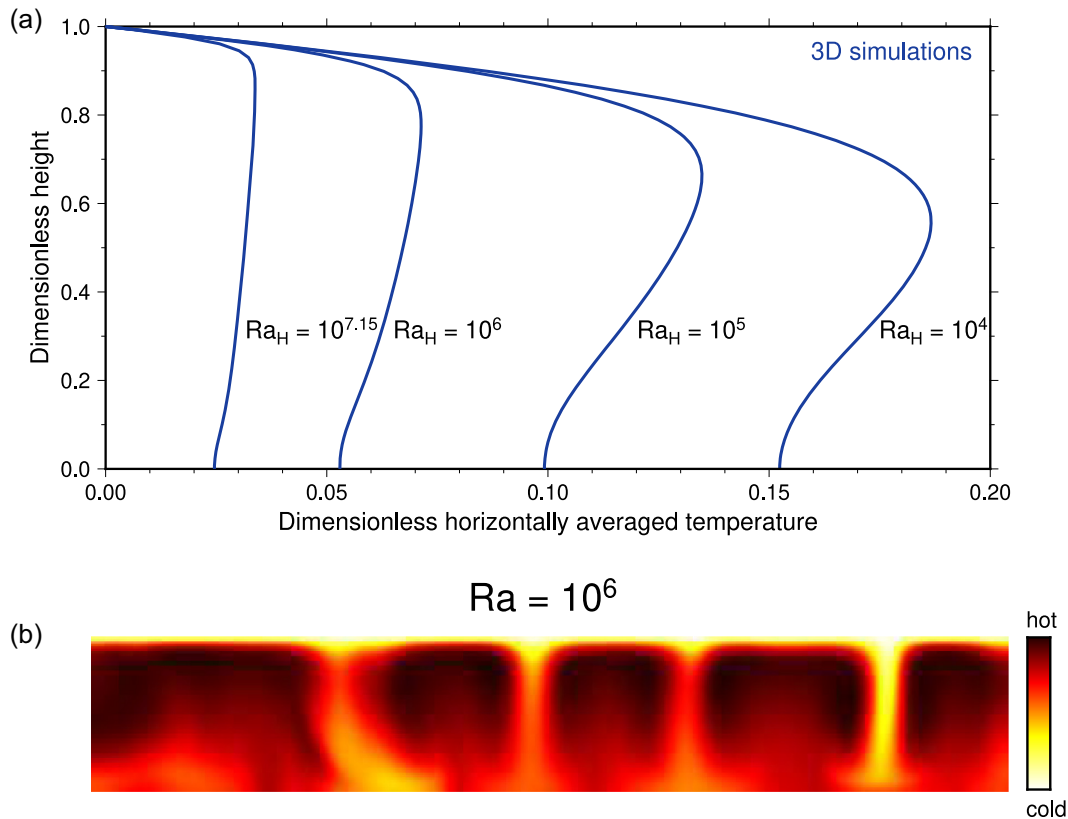 (a)
1.0
0.8
0.6
0.4
0.2
0.0
Dimensionless height
3D simulations
Ra_H = 10^7.15
Ra_H = 10^6
Ra_H = 10^5
Ra_H = 10^4
0.00 0.05 0.10 0.15 0.20
Dimensionless horizontally averaged temperature
Ra = 10^6
(b)
hot
cold